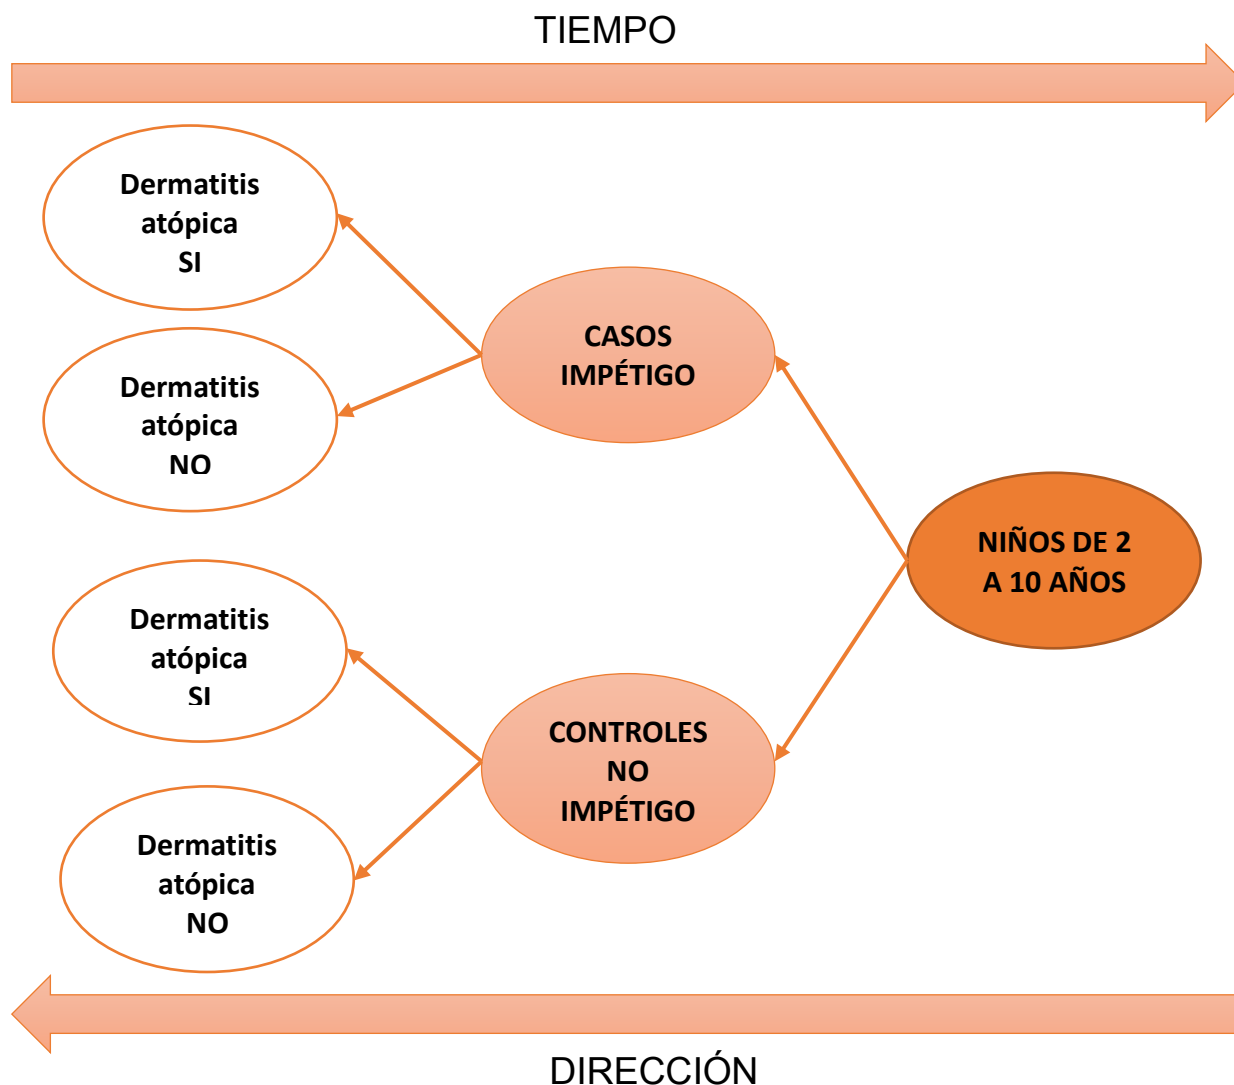 TIEMPO
Dermatitis
atópica
SI
Dermatitis
atópica
NO
CASOS
IMPÉTIGO
NIÑOS DE 2
A 10 AÑOS
Dermatitis
atópica
SI
CONTROLES
NO
IMPÉTIGO
Dermatitis
atópica
NO
DIRECCIÓN